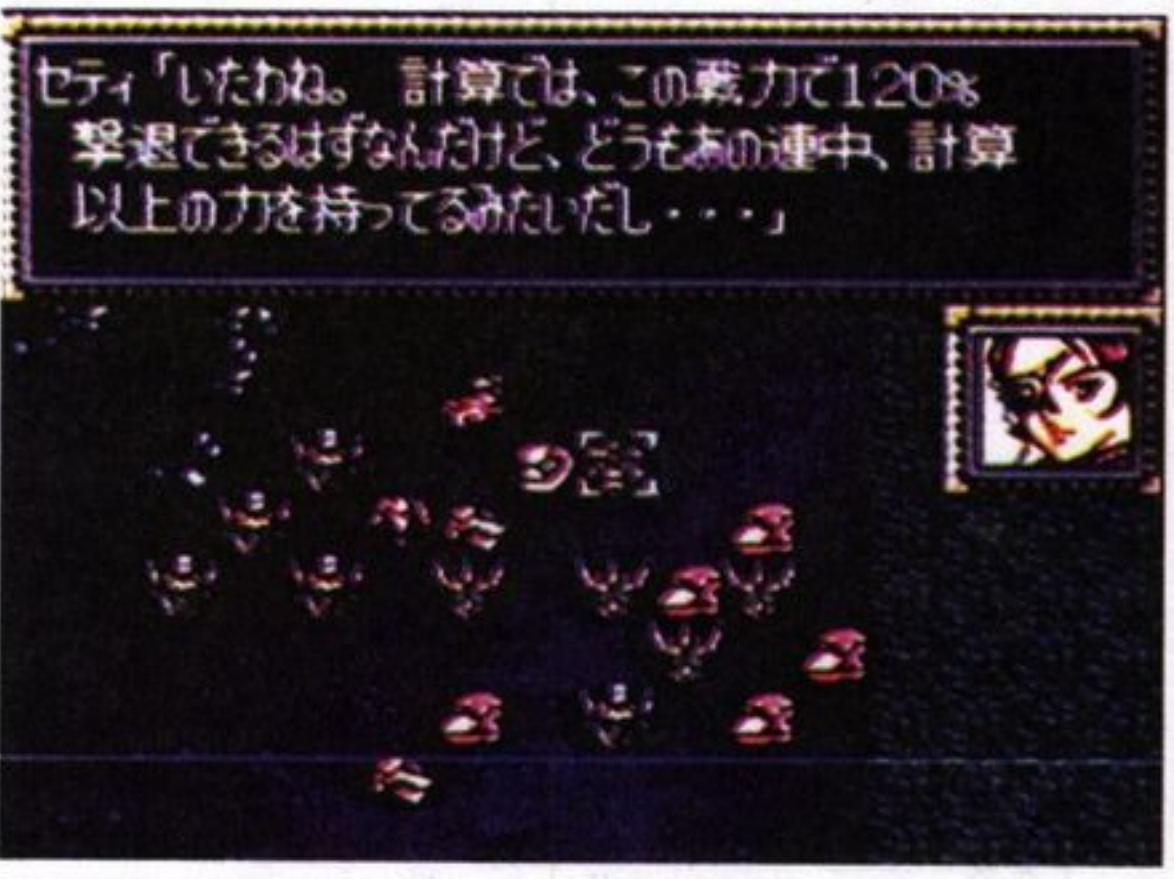 セティ「いたわね。 計算では、この戦力で120%
撃退できるはずなんだけど、どうもあの連中、計算
以上の力を持ってるみたいだし・・・」